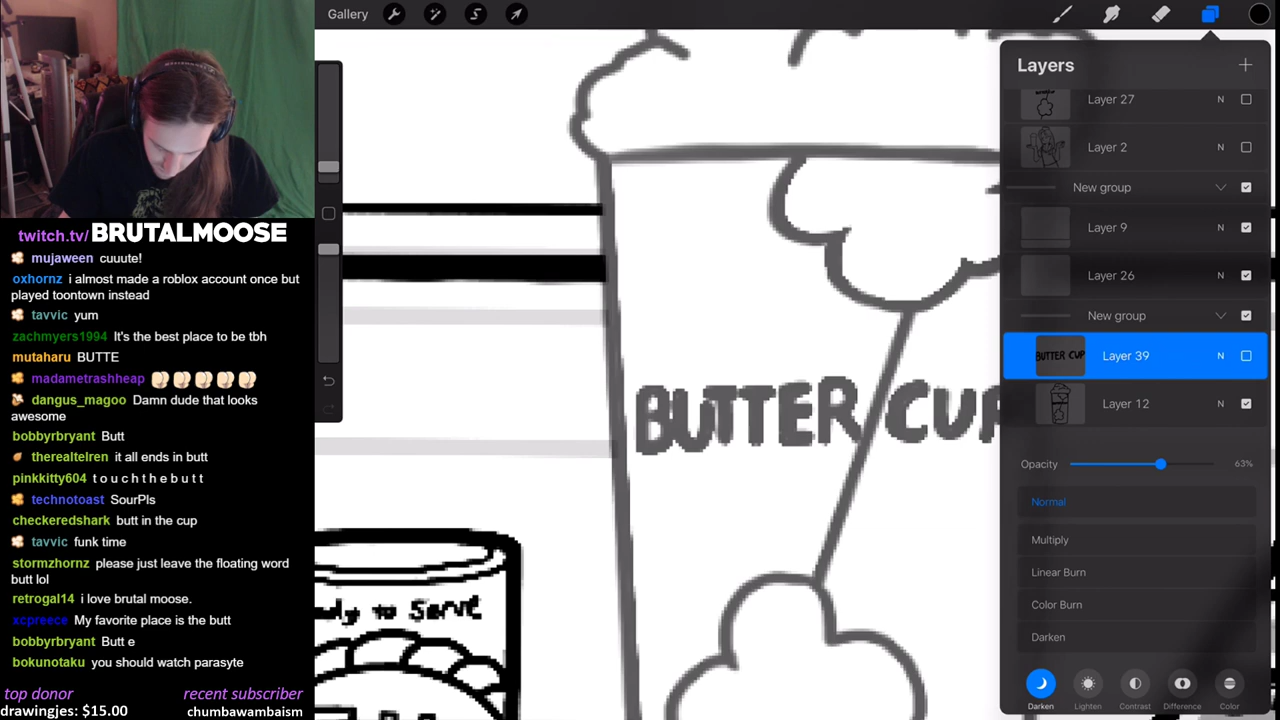 Gallery
Layers
Layer 27 N
Layer 2 N
New group
Layer 9 N
Layer 26 N
New group
BUTTER CUP Layer 39 N
Layer 12 N
Opacity 63%
Normal
Multiply
Linear Burn
Color Burn
Darken
Darken Lighten Contrast Difference Color
BUTTER CUP
to Serve
twitch.tv/BRUTALMOOSE
mujaween cuuute!
oxhornz i almost made a roblox account once but
played toontown instead
tavvic yum
zachmyers1994 It's the best place to be tbh
mutaharu BUTTE
madametrashheap
dangus_magoo Damn dude that looks
awesome
bobbyrbryant Butt
therealtelren it all ends in butt
pinkkitty604 t o u c h t h e b u t t
technotoast SourPls
checkeredshark butt in the cup
tavvic funk time
stormzhornz please just leave the floating word
butt lol
retrogal14 i love brutal moose.
xcpreece My favorite place is the butt
bobbyrbryant Butt e
bokunotaku you should watch parasyte
top donor recent subscriber
drawingjes: $15.00 chumbawambaism